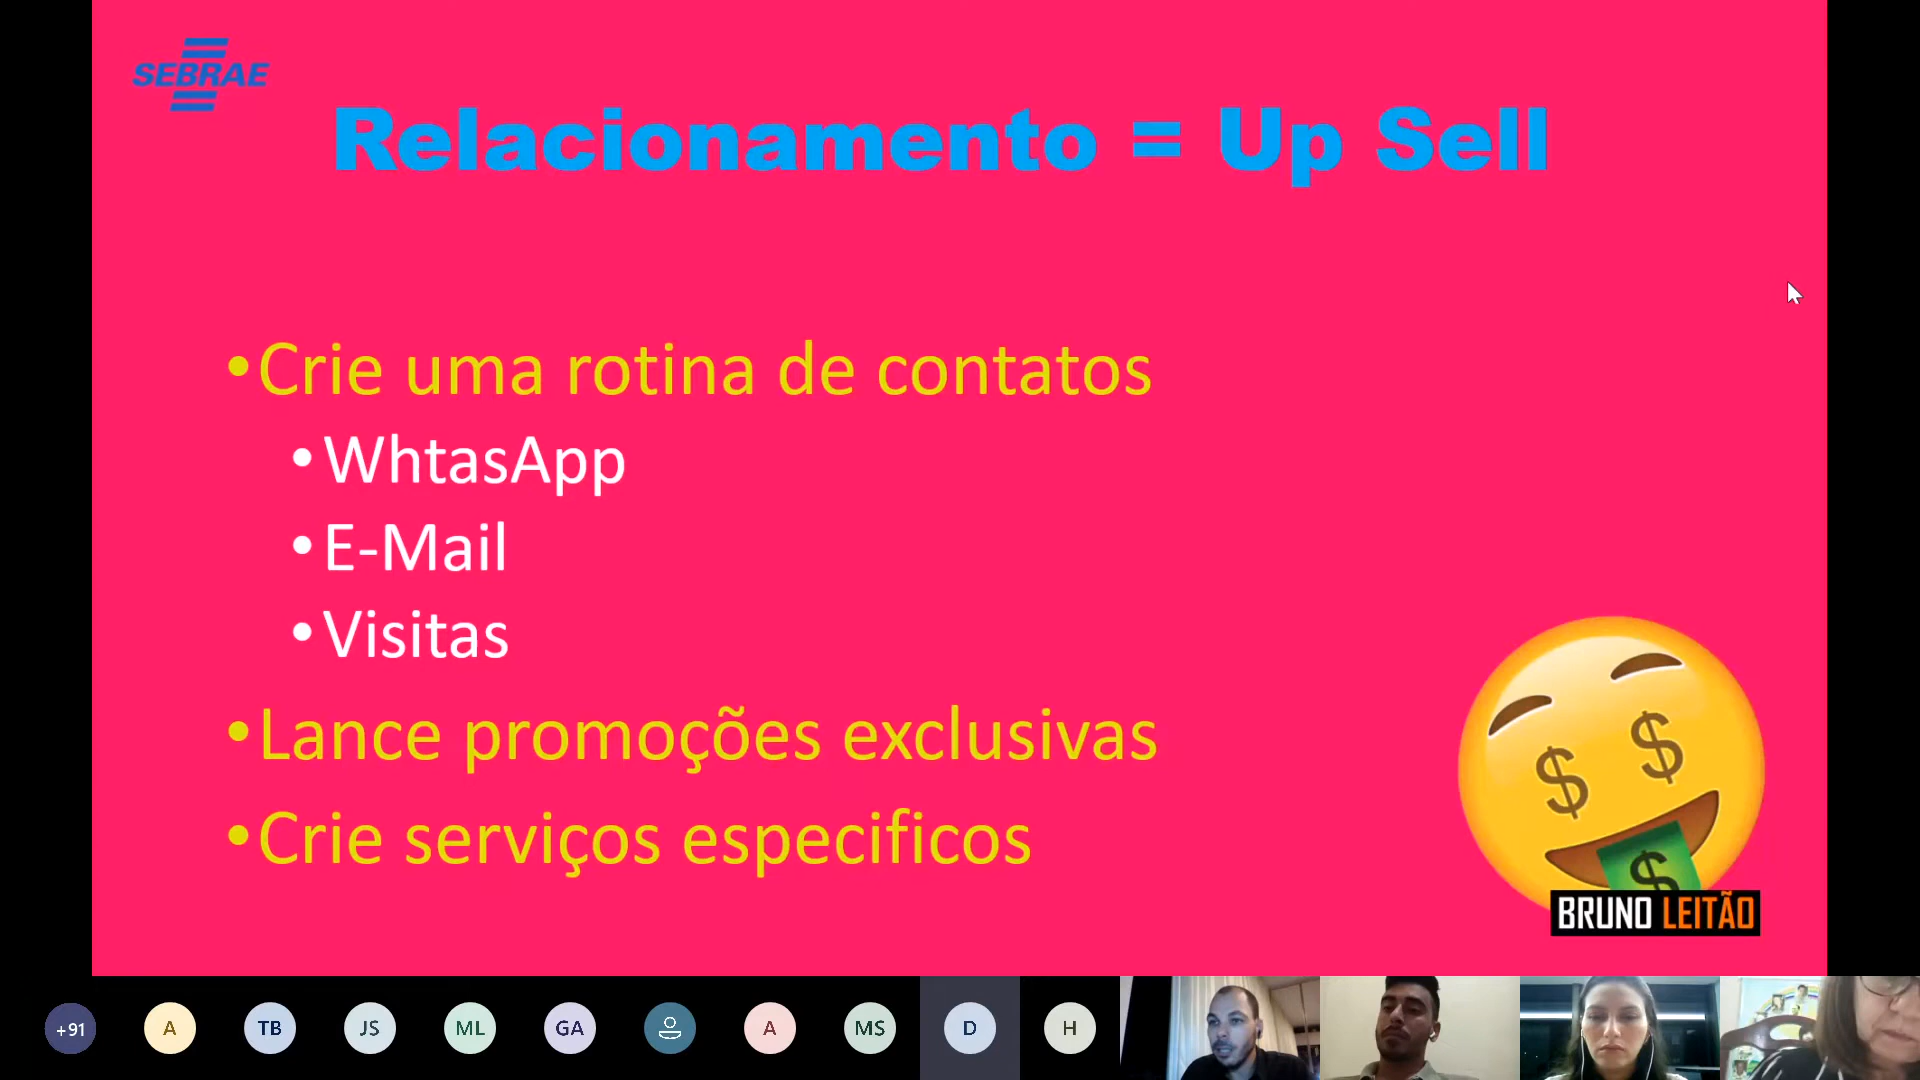 SEBRAE
Relacionamento = Up Sell
•Crie uma rotina de contatos
•WhtasApp
•E-Mail
•Visitas
•Lance promoções exclusivas
•Crie serviços especificos
$ $
$
BRUNO LEITÃO
+91 A TB JS ML GA A MS D H